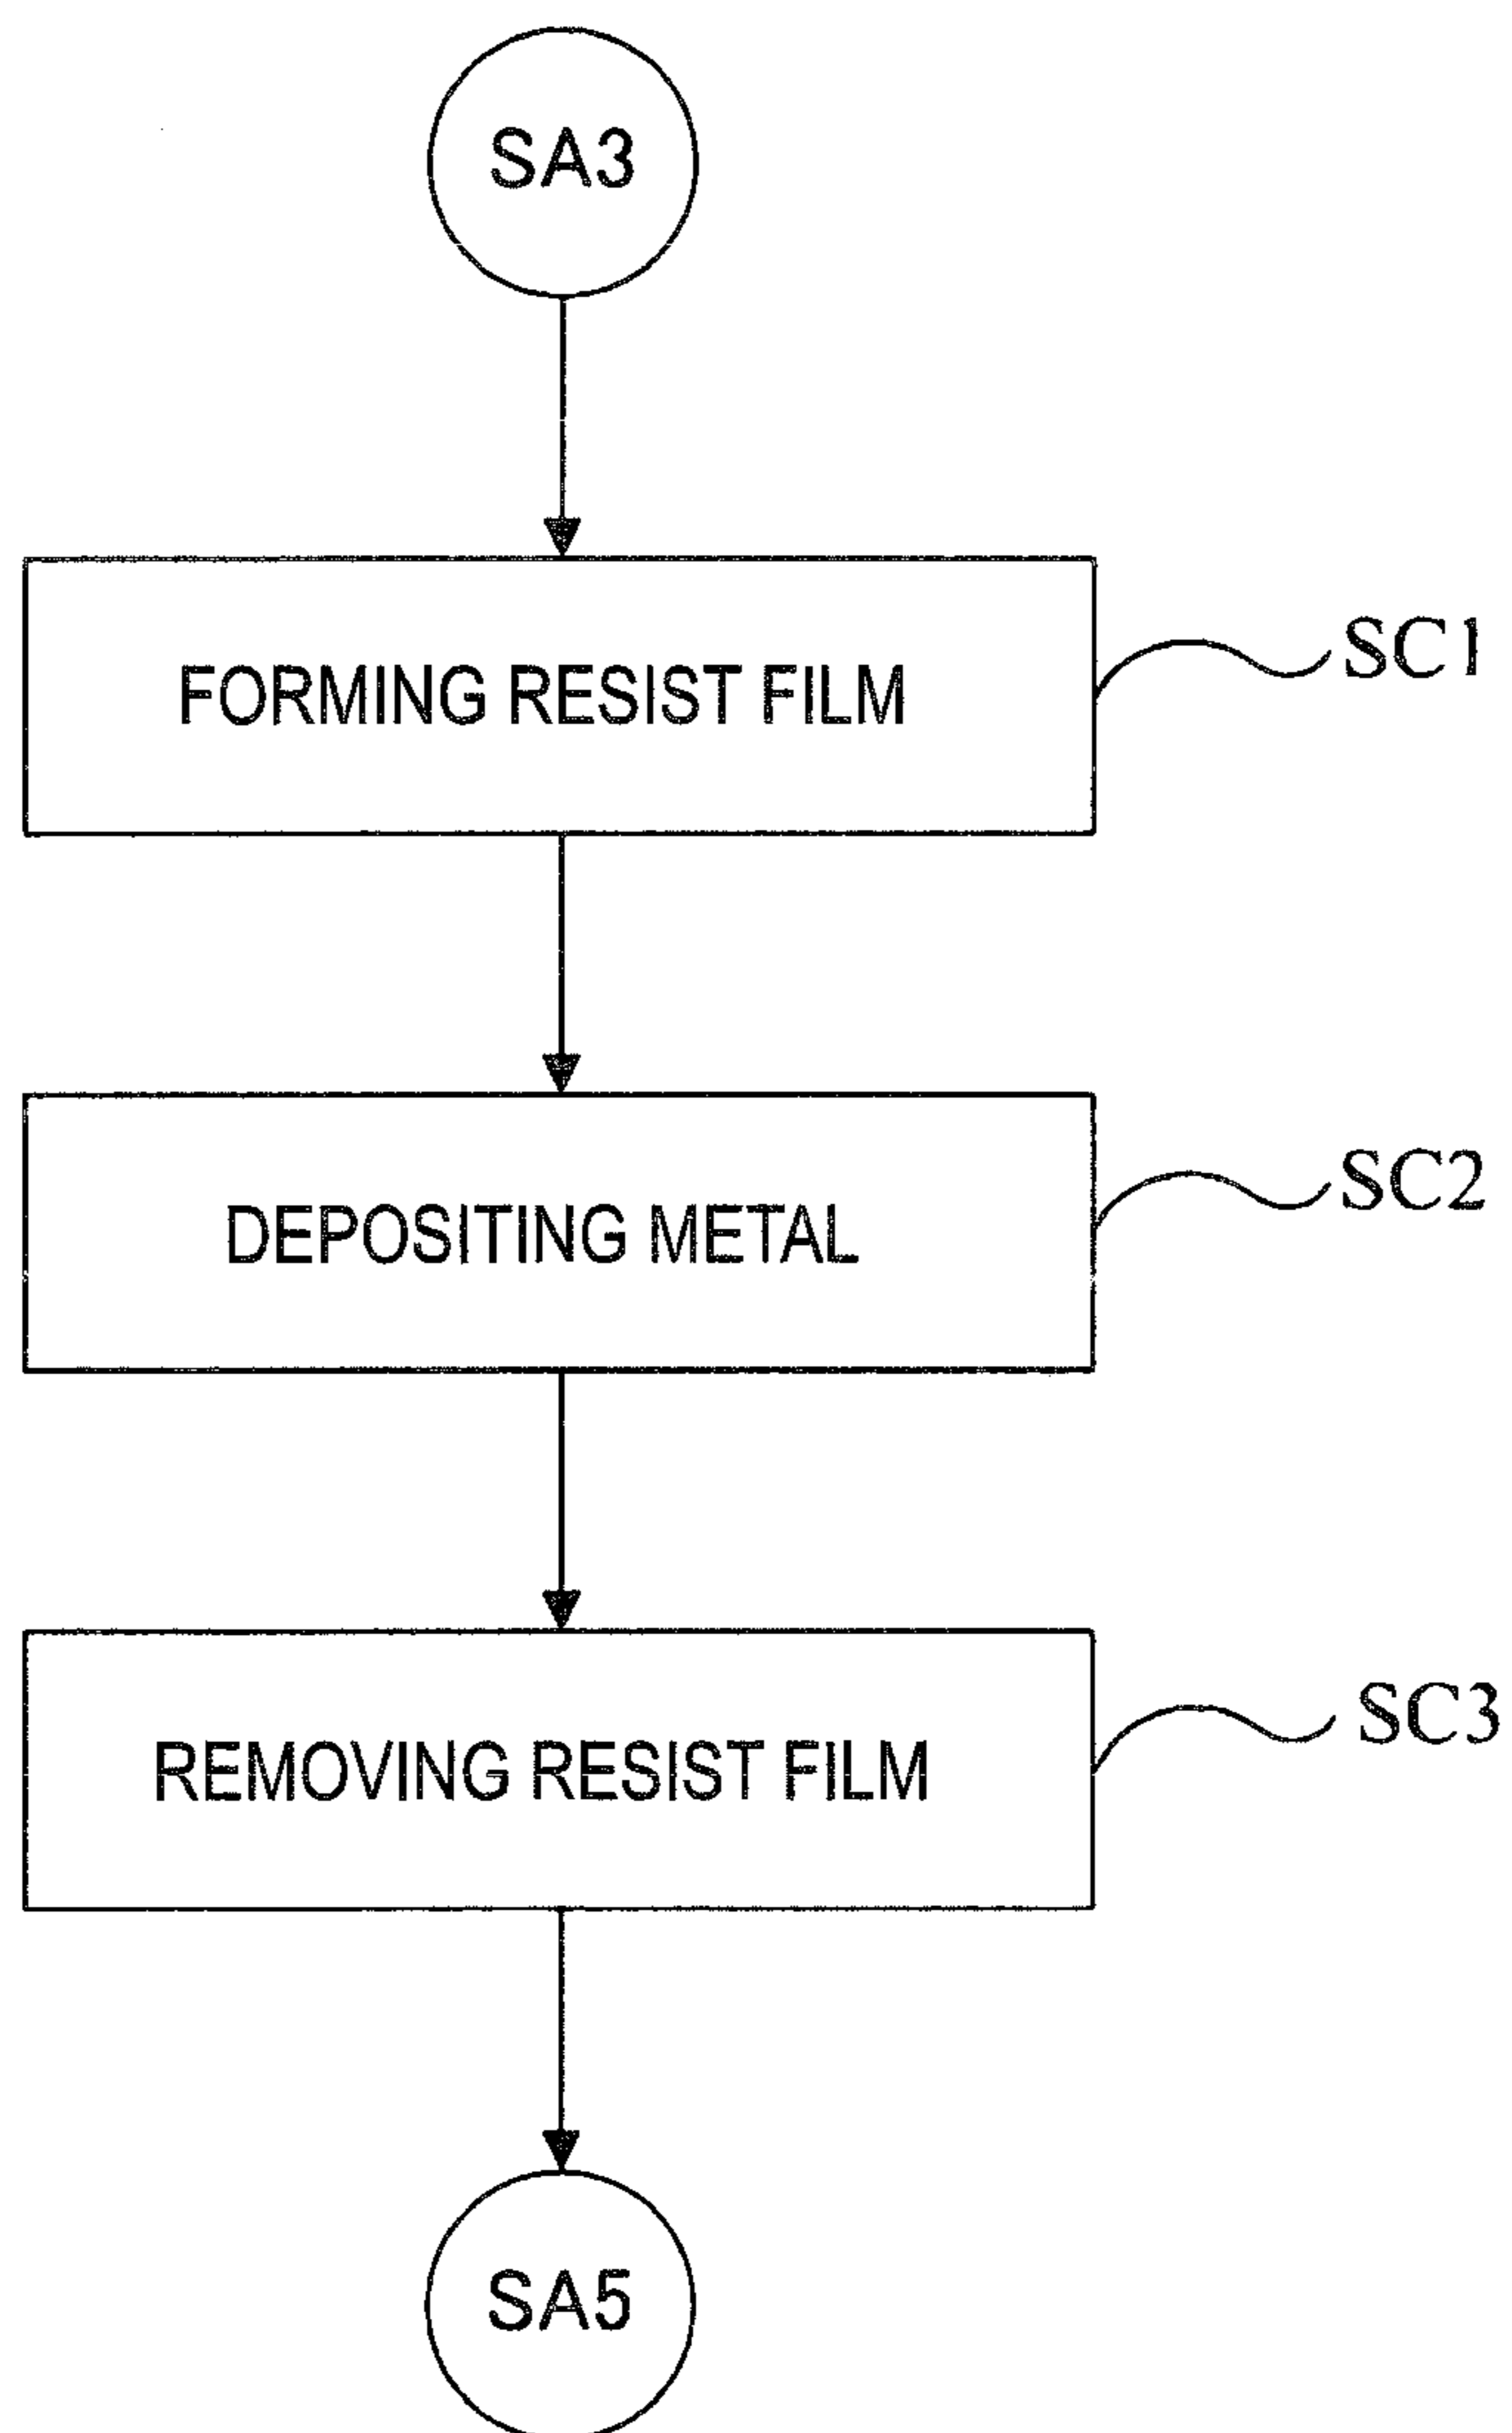 SA3
FORMING RESIST FILM
SC1
DEPOSITING METAL
SC2
REMOVING RESIST FILM
SC3
SA5